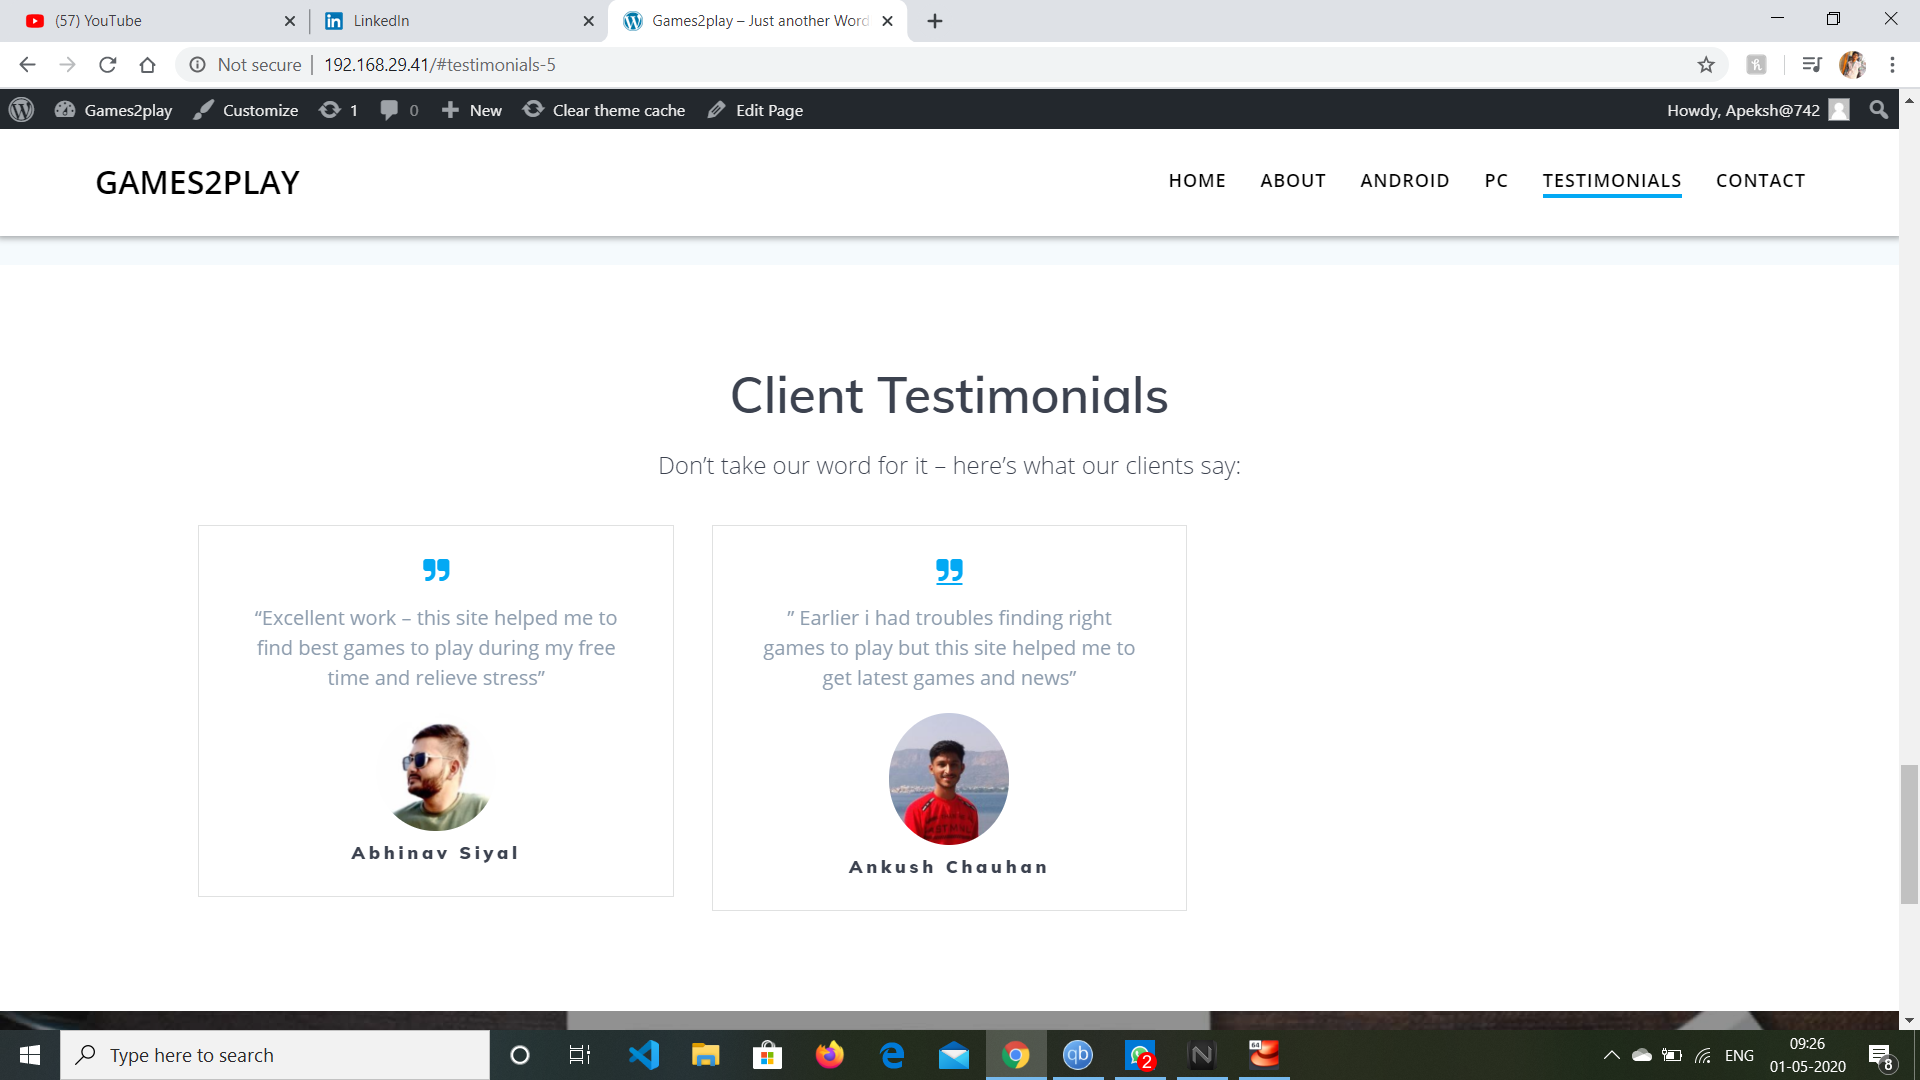 (57) YouTube
LinkedIn
Games2play – Just another Word
Not secure
192.168.29.41/#testimonials-5
Games2play
Customize
1
0
New
Clear theme cache
Edit Page
Howdy, Apeksh@742
GAMES2PLAY
HOME
ABOUT
ANDROID
PC
TESTIMONIALS
CONTACT
Client Testimonials
Don’t take our word for it – here’s what our clients say:
“Excellent work – this site helped me to
find best games to play during my free
time and relieve stress”
Abhinav Siyal
” Earlier i had troubles finding right
games to play but this site helped me to
get latest games and news”
Ankush Chauhan
Type here to search
qb
2
N
64
ENG
09:26
01-05-2020
8